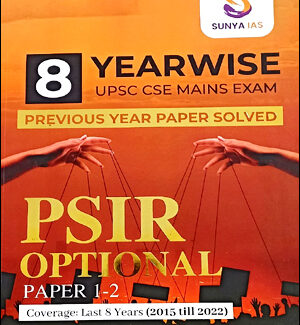 SUNYA IAS
8 YEARWISE
UPSC CSE MAINS EXAM
PREVIOUS YEAR PAPER SOLVED
PSIR
OPTIONAL
PAPER 1-2
Coverage: Last 8 Years (2015 till 2022)